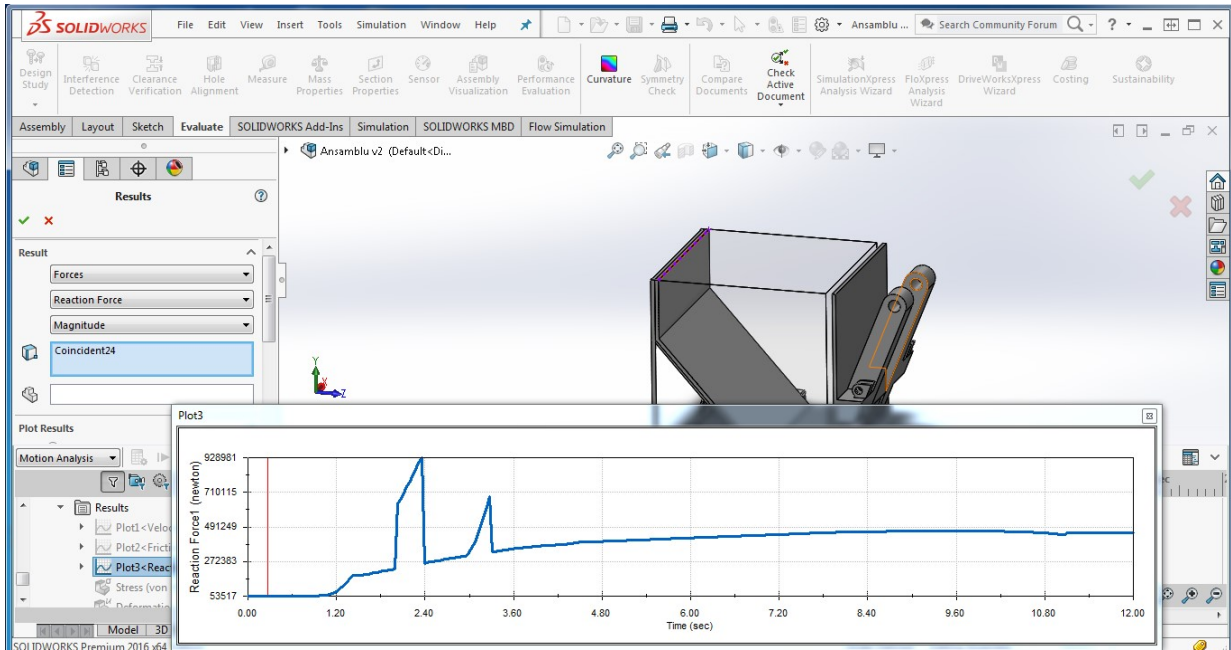 SOLIDWORKS File Edit View Insert Tools Simulation Window Help Ansamblu ... Search Community Forum ?
Design Study
Interference Detection
Clearance Verification
Hole Alignment
Measure
Mass Properties
Section Properties
Sensor
Assembly Visualization
Performance Evaluation
Curvature
Symmetry Check
Compare Documents
Check Active Document
SimulationXpress Analysis Wizard
FloXpress Analysis Wizard
DriveWorksXpress Wizard
Costing
Sustainability
Assembly Layout Sketch Evaluate SOLIDWORKS Add-Ins Simulation SOLIDWORKS MBD Flow Simulation
Ansamblu v2 (Default<Di...
Results
Result
Forces
Reaction Force
Magnitude
Coincident24
Y
X
Z
Plot Results
Plot3
Motion Analysis
Results
Plot1<Veloc
Plot2<Fricti
Plot3<Reac
Stress (von
Deformatio
Model 3D
SOLIDWORKS Premium 2016 x64
Reaction Force1 (newton)
928981
710115
491249
272383
53517
0.00 1.20 2.40 3.60 4.80 6.00 7.20 8.40 9.60 10.80 12.00
Time (sec)